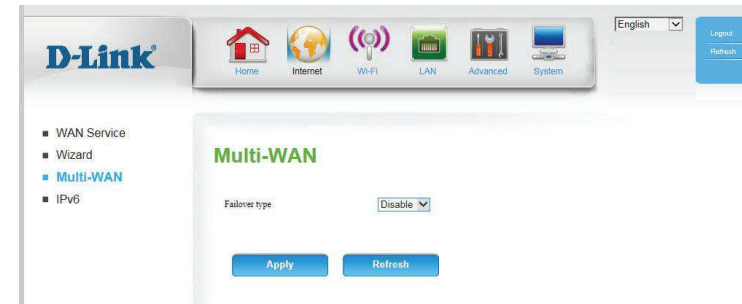 D-Link
Home Internet Wi-Fi LAN Advanced System
English
Logout
Refresh
WAN Service
Wizard
Multi-WAN
IPv6
Multi-WAN
Failover type Disable
Apply Refresh